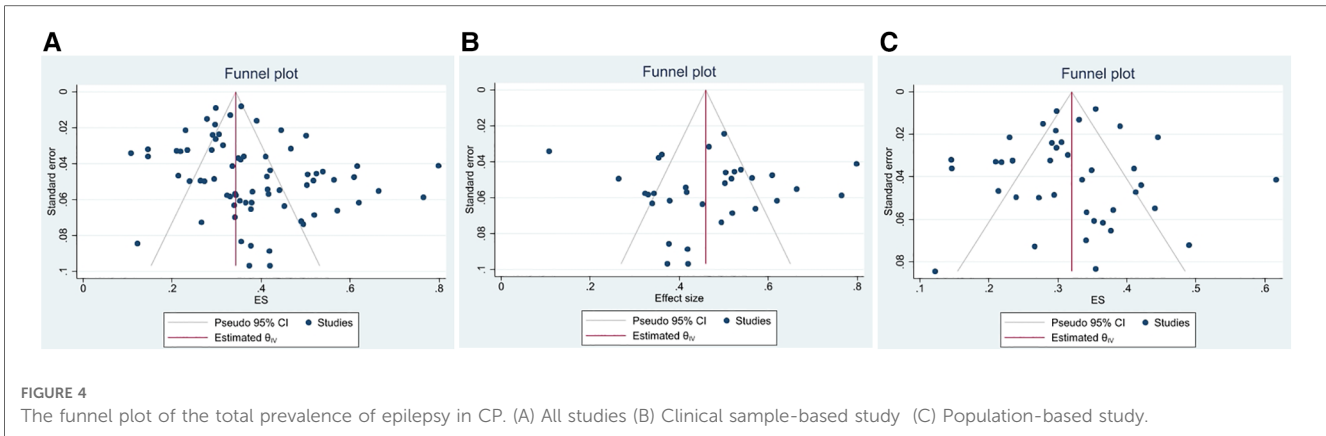 A
Funnel plot
0
.02
.04
.06
.08
.1
Standard error
0
.2
.4
.6
.8
ES
Pseudo 95% CI
Studies
Estimated θIV
B
Funnel plot
0
.02
.04
.06
.08
.1
Standard error
0
.2
.4
.6
.8
Effect size
Pseudo 95% CI
Studies
Estimated θIV
C
Funnel plot
0
.02
.04
.06
.08
Standard error
.1
.2
.3
.4
.5
.6
ES
Pseudo 95% CI
Studies
Estimated θIV
FIGURE 4
The funnel plot of the total prevalence of epilepsy in CP. (A) All studies (B) Clinical sample-based study (C) Population-based study.